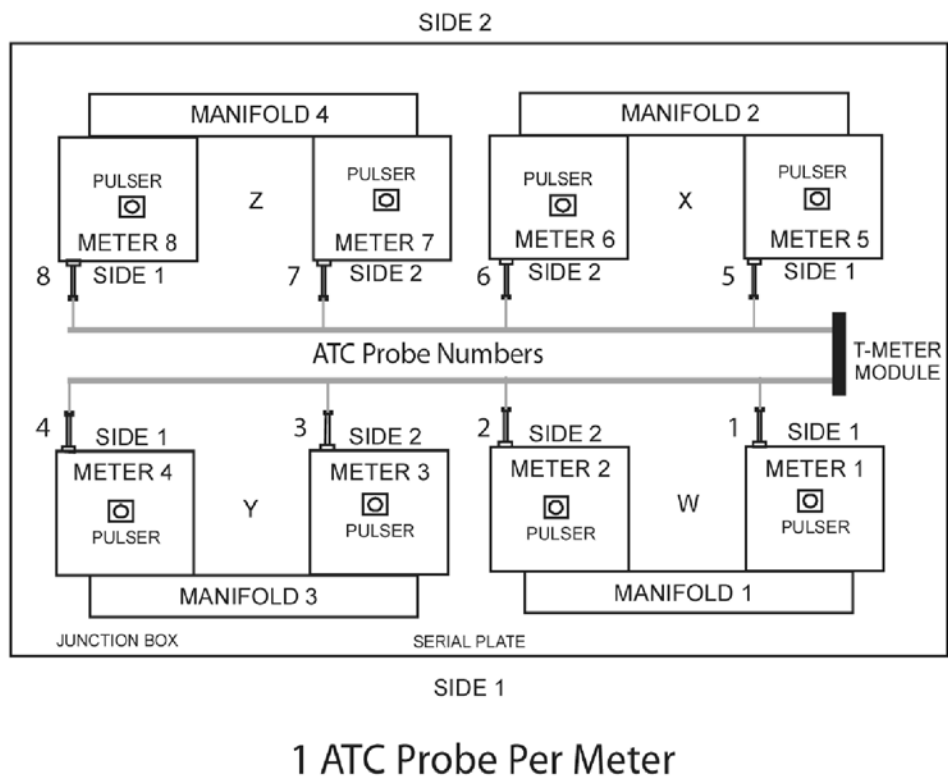 SIDE 2
MANIFOLD 4
MANIFOLD 2
PULSER
Z
PULSER
PULSER
X
PULSER
METER 8
METER 7
METER 6
METER 5
8
SIDE 1
7
SIDE 2
6
SIDE 2
5
SIDE 1
ATC Probe Numbers
T-METER
MODULE
4
SIDE 1
3
SIDE 2
2
SIDE 2
1
SIDE 1
METER 4
METER 3
METER 2
METER 1
Y
W
PULSER
PULSER
PULSER
PULSER
MANIFOLD 3
MANIFOLD 1
JUNCTION BOX
SERIAL PLATE
SIDE 1
1 ATC Probe Per Meter